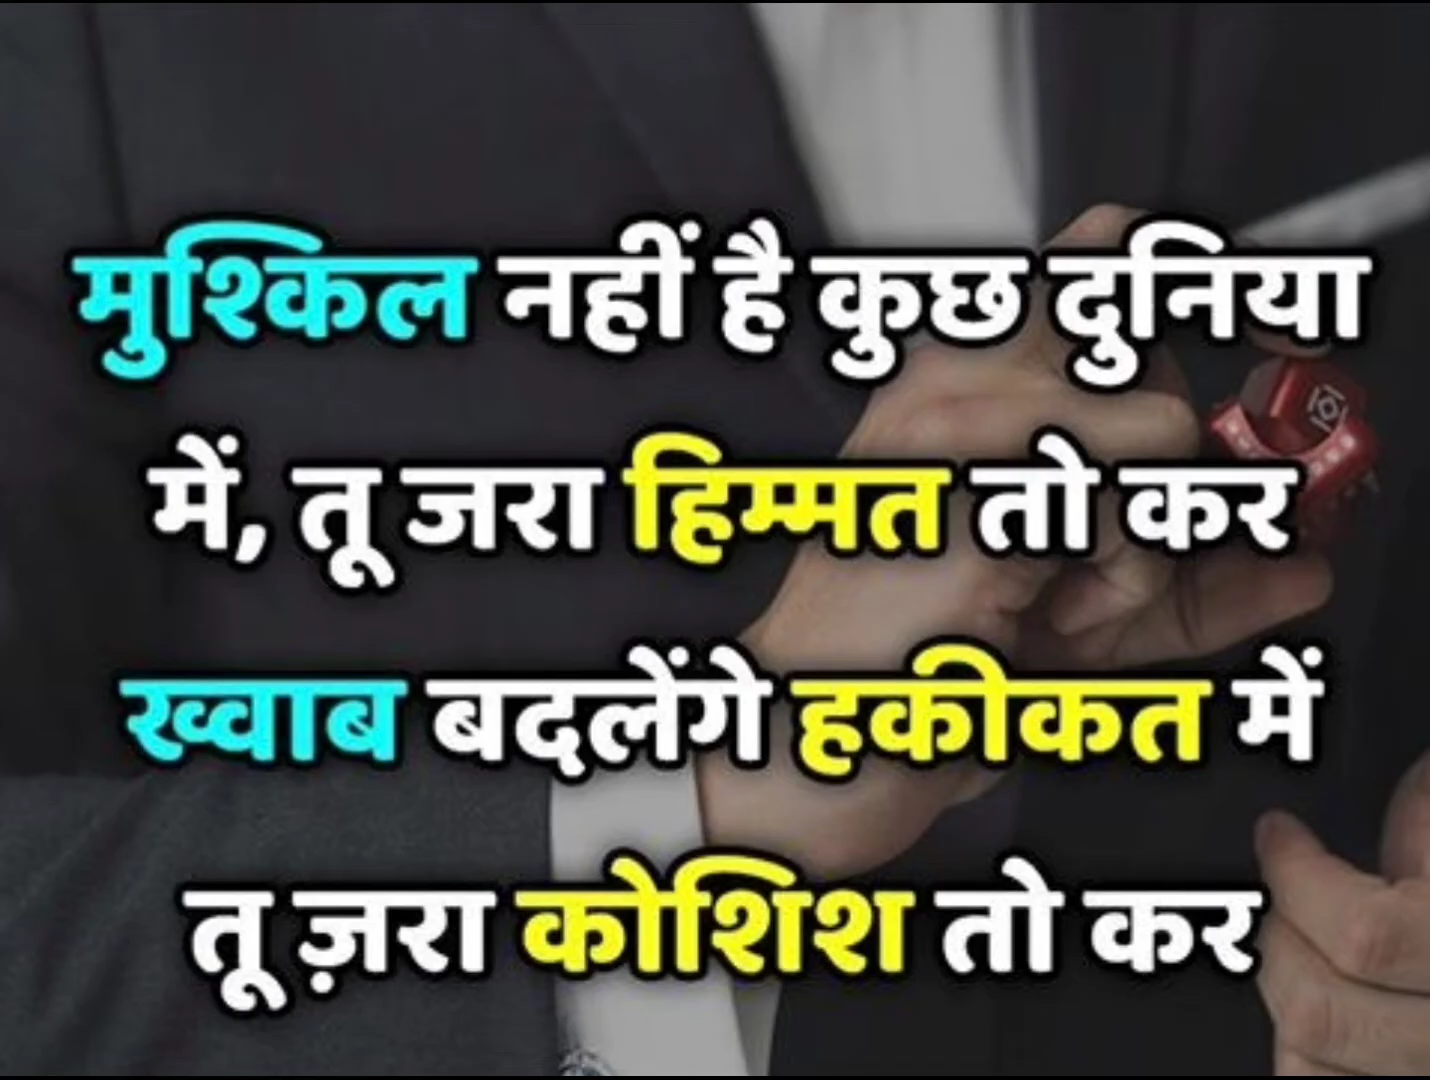 मुश्किल नहीं है कुछ दुनिया
में, तू जरा हिम्मत तो कर
ख्वाब बदलेंगे हकीकत में
तू ज़रा कोशिश तो कर